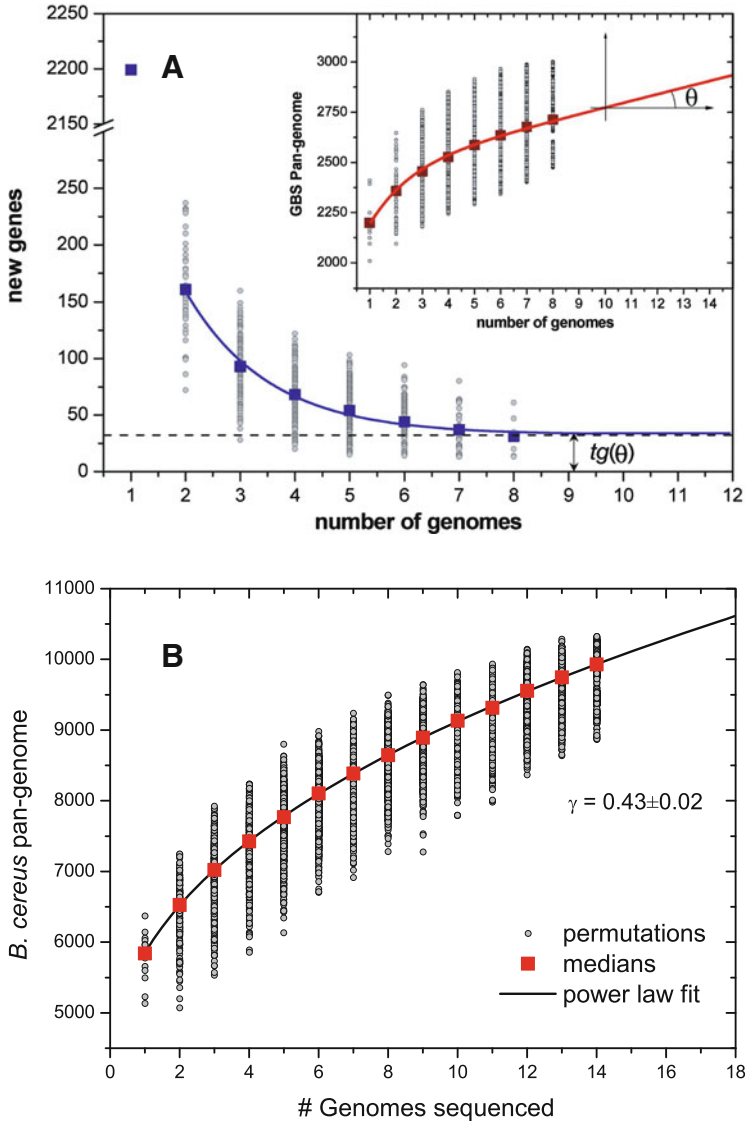 A
new genes
2250
2200
2150
250
200
150
100
50
0
1 2 3 4 5 6 7 8 9 10 11 12
number of genomes
tg(θ)
GBS Pan-genome
3000
2750
2500
2250
2000
θ
1 2 3 4 5 6 7 8 9 10 11 12 13 14
number of genomes
B
B. cereus pan-genome
11000
10000
9000
8000
7000
6000
5000
γ = 0.43±0.02
permutations
medians
power law fit
0 2 4 6 8 10 12 14 16 18
# Genomes sequenced